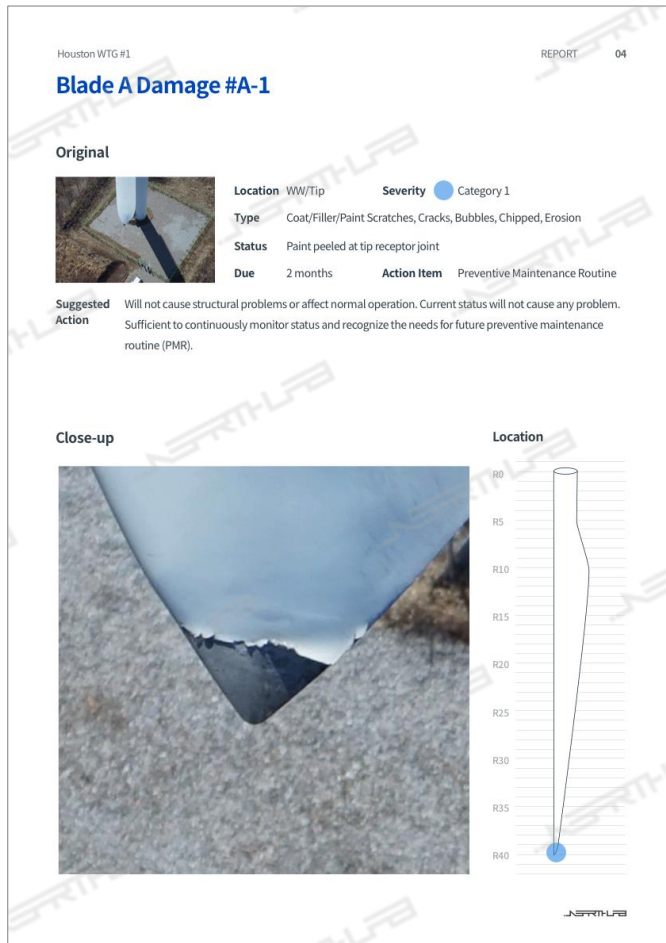 Houston WTG #1
REPORT 04
Blade A Damage #A-1
Original
Location WW/Tip Severity Category 1
Type Coat/Filler/Paint Scratches, Cracks, Bubbles, Chipped, Erosion
Status Paint peeled at tip receptor joint
Due 2 months Action Item Preventive Maintenance Routine
Suggested Action Will not cause structural problems or affect normal operation. Current status will not cause any problem.
Sufficient to continuously monitor status and recognize the needs for future preventive maintenance
routine (PMR).
Close-up
Location
R0
R5
R10
R15
R20
R25
R30
R35
R40